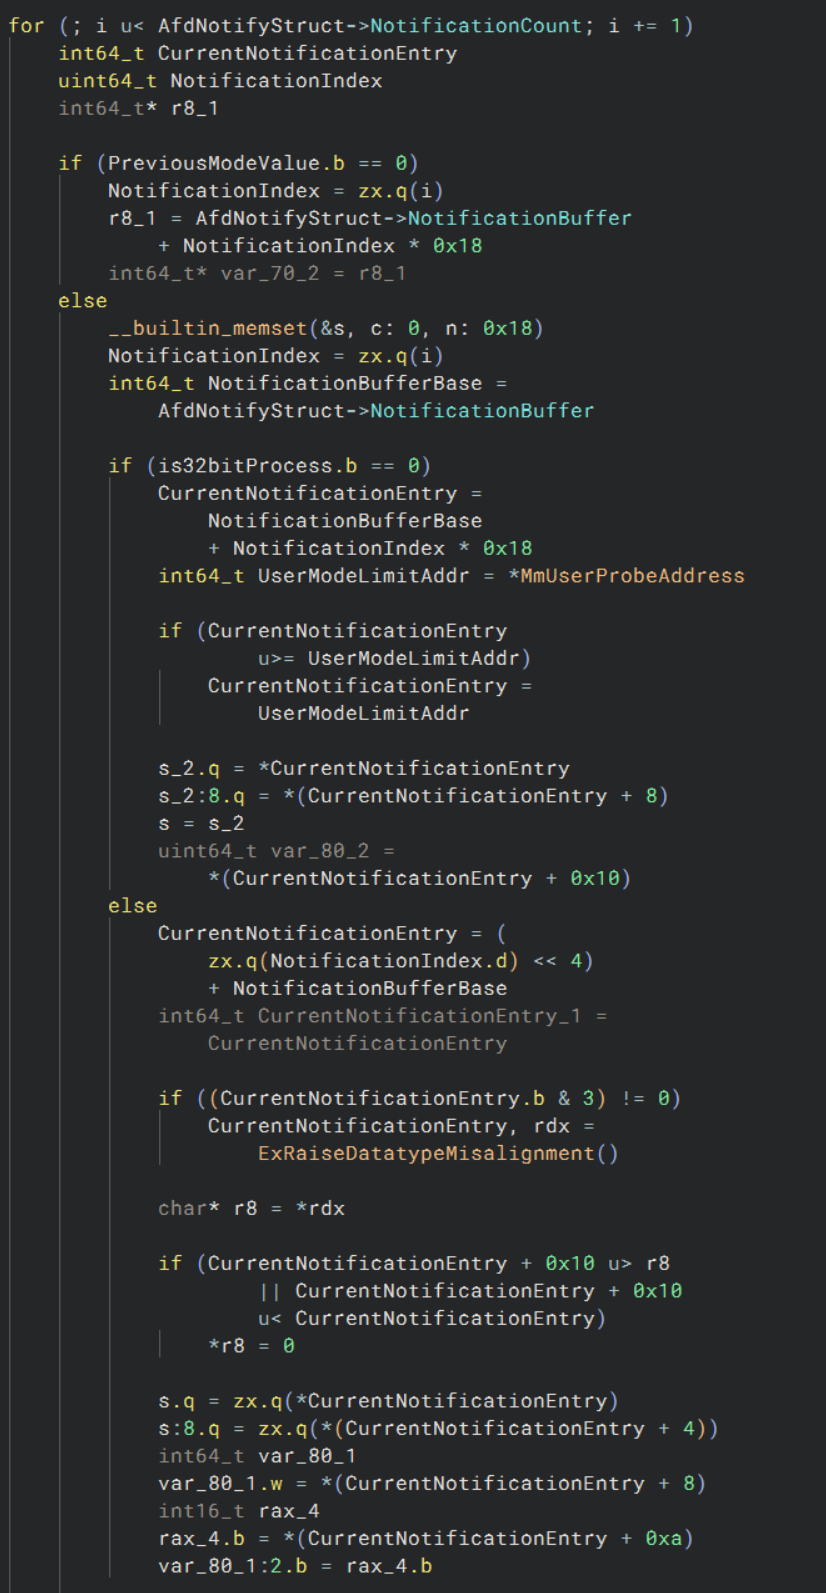 for (; i u< AfdNotifyStruct->NotificationCount; i += 1)
int64_t CurrentNotificationEntry
uint64_t NotificationIndex
int64_t* r8_1
if (PreviousModeValue.b == 0)
NotificationIndex = zx.q(i)
r8_1 = AfdNotifyStruct->NotificationBuffer
+ NotificationIndex * 0x18
int64_t* var_70_2 = r8_1
else
__builtin_memset(&s, c: 0, n: 0x18)
NotificationIndex = zx.q(i)
int64_t NotificationBufferBase =
AfdNotifyStruct->NotificationBuffer
if (is32bitProcess.b == 0)
CurrentNotificationEntry =
NotificationBufferBase
+ NotificationIndex * 0x18
int64_t UserModeLimitAddr = *MmUserProbeAddress
if (CurrentNotificationEntry
u>= UserModeLimitAddr)
CurrentNotificationEntry =
UserModeLimitAddr
s_2.q = *CurrentNotificationEntry
s_2:8.q = *(CurrentNotificationEntry + 8)
s = s_2
uint64_t var_80_2 =
*(CurrentNotificationEntry + 0x10)
else
CurrentNotificationEntry = (
zx.q(NotificationIndex.d) << 4)
+ NotificationBufferBase
int64_t CurrentNotificationEntry_1 =
CurrentNotificationEntry
if ((CurrentNotificationEntry.b & 3) != 0)
CurrentNotificationEntry, rdx =
ExRaiseDatatypeMisalignment()
char* r8 = *rdx
if (CurrentNotificationEntry + 0x10 u> r8
|| CurrentNotificationEntry + 0x10
u< CurrentNotificationEntry)
*r8 = 0
s.q = zx.q(*CurrentNotificationEntry)
s:8.q = zx.q(*(CurrentNotificationEntry + 4))
int64_t var_80_1
var_80_1.w = *(CurrentNotificationEntry + 8)
int16_t rax_4
rax_4.b = *(CurrentNotificationEntry + 0xa)
var_80_1:2.b = rax_4.b